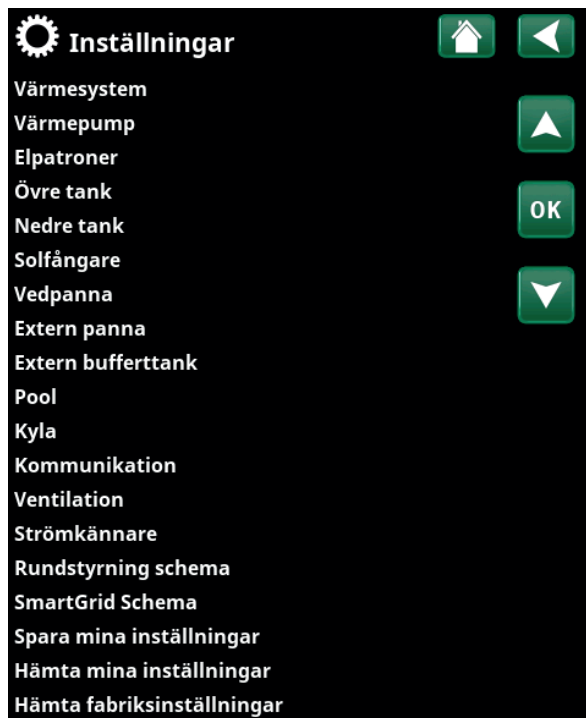 Inställningar
Värmesystem
Värmepump
Elpatroner
Övre tank
OK
Nedre tank
Solfångare
Vedpanna
Extern panna
Extern bufferttank
Pool
Kyla
Kommunikation
Ventilation
Strömkännare
Rundstyrning schema
SmartGrid Schema
Spara mina inställningar
Hämta mina inställningar
Hämta fabriksinställningar